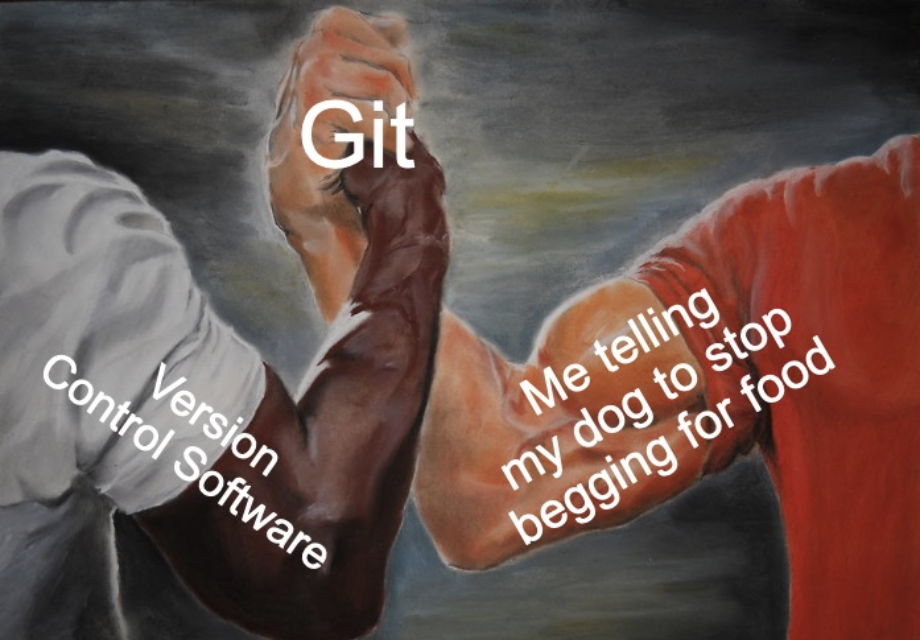 Git
Version
Control Software
Me telling
my dog to stop
begging for food